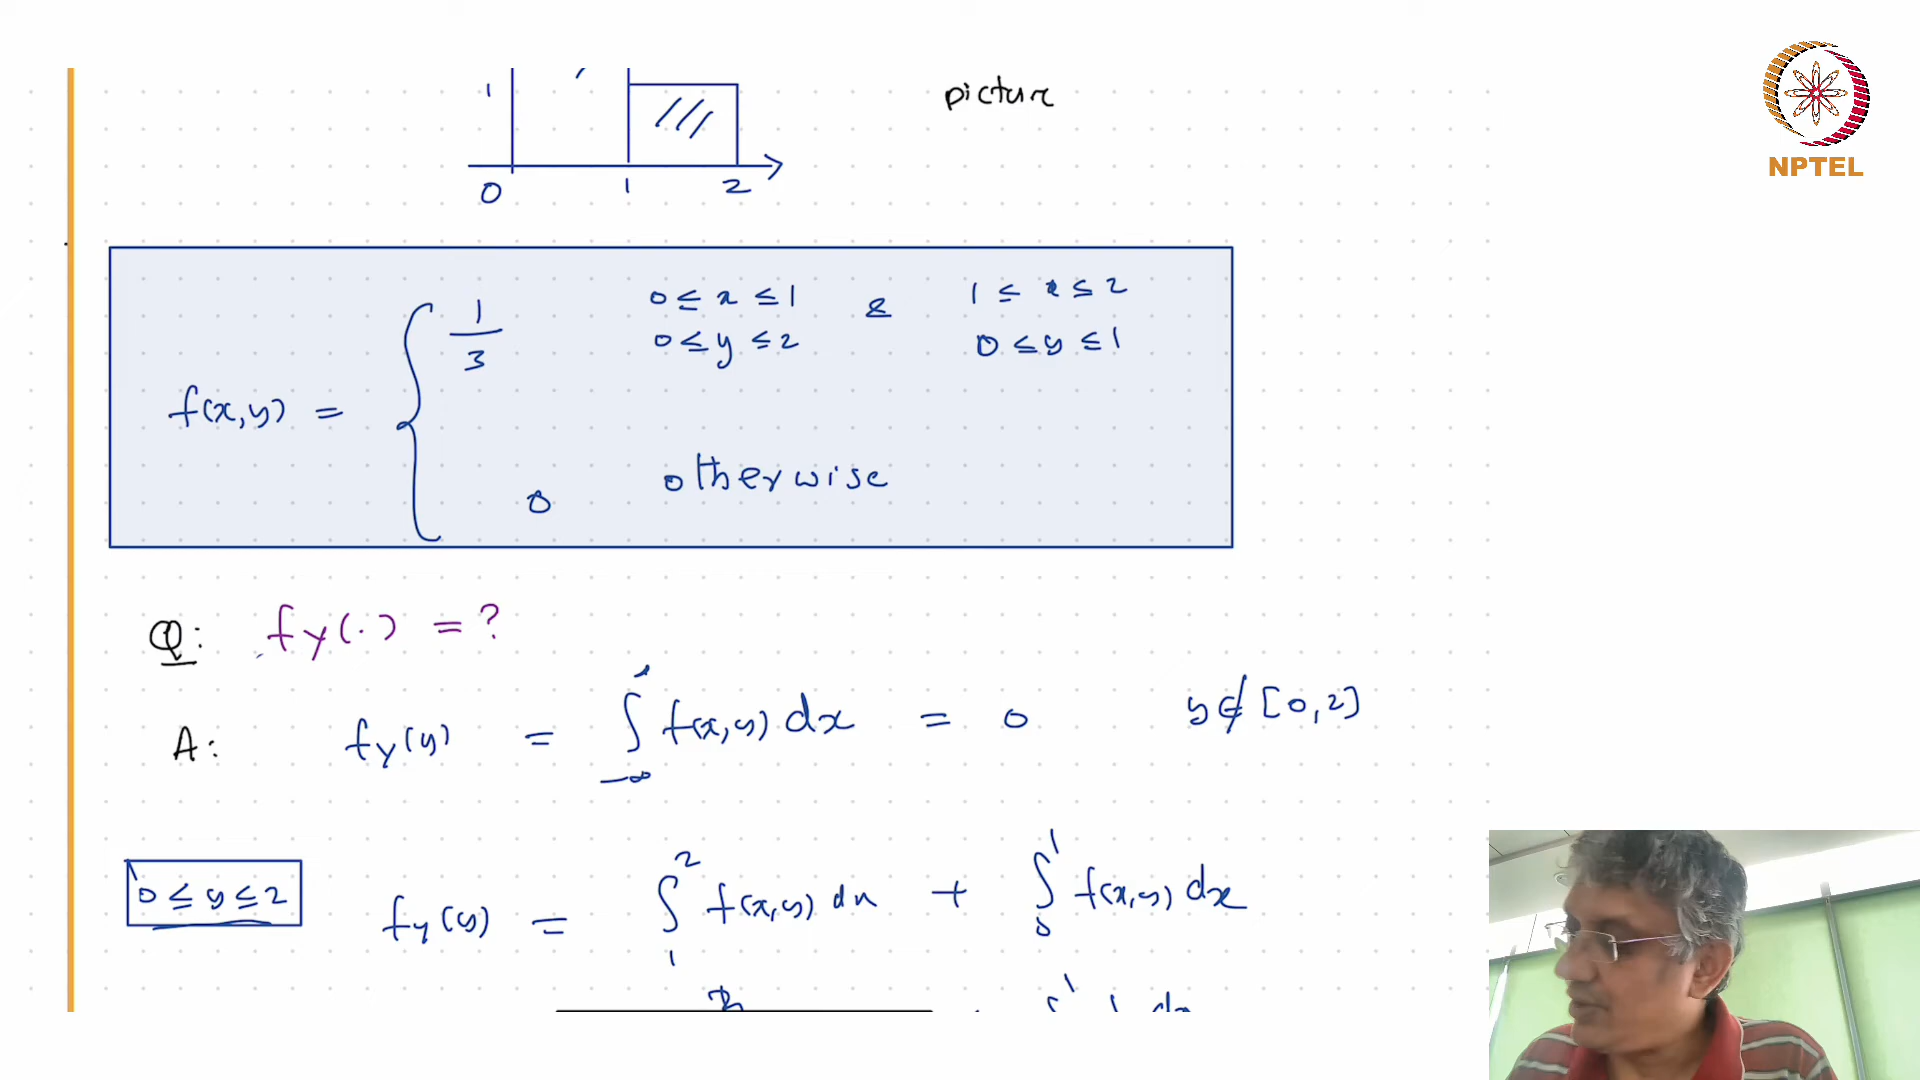 1
picture
0 1 2
NPTEL
f(x,y) = { 1/3 0 ≤ x ≤ 1 & 1 ≤ x ≤ 2
0 ≤ y ≤ 2 0 ≤ y ≤ 1
0 otherwise
Q: f_Y(·) = ?
A: f_Y(y) = ∫_{-∞} f(x,y) dx = 0 y ∉ [0,2]
0 ≤ y ≤ 2 f_Y(y) = ∫_1^2 f(x,y) dx + ∫_0^1 f(x,y) dx